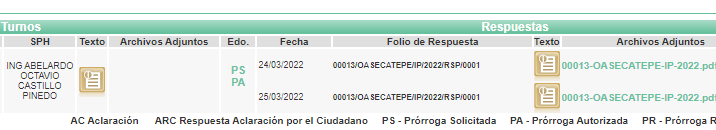 Turnos Respuestas
SPH Texto Archivos Adjuntos Edo. Fecha Folio de Respuesta Texto Archivos Adjuntos
ING ABELARDO
OCTAVIO
CASTILLO
PINEDO
PS
PA
24/03/2022 00013/OASECATEPE/IP/2022/RSP/0001 00013-OASECATEPE-IP-2022.pdf
25/03/2022 00013/OASECATEPE/IP/2022/RSP/0001 00013-OASECATEPE-IP-2022.pdf
AC Aclaración ARC Respuesta Aclaración por el Ciudadano PS - Prórroga Solicitada PA - Prórroga Autorizada PR - Prórroga R